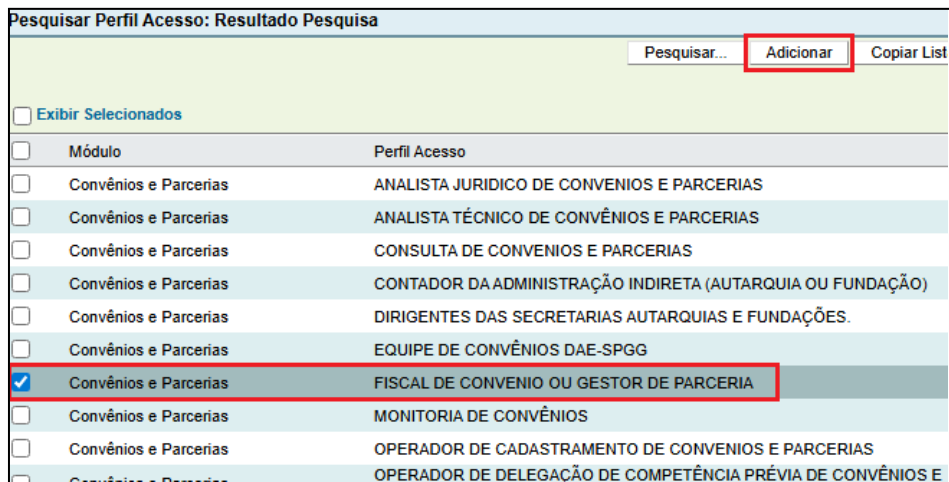 Pesquisar Perfil Acesso: Resultado Pesquisa
Pesquisar... Adicionar Copiar List
Exibir Selecionados
Módulo Perfil Acesso
Convênios e Parcerias ANALISTA JURIDICO DE CONVENIOS E PARCERIAS
Convênios e Parcerias ANALISTA TÉCNICO DE CONVÊNIOS E PARCERIAS
Convênios e Parcerias CONSULTA DE CONVENIOS E PARCERIAS
Convênios e Parcerias CONTADOR DA ADMINISTRAÇÃO INDIRETA (AUTARQUIA OU FUNDAÇÃO)
Convênios e Parcerias DIRIGENTES DAS SECRETARIAS AUTARQUIAS E FUNDAÇÕES.
Convênios e Parcerias EQUIPE DE CONVÊNIOS DAE-SPGG
Convênios e Parcerias FISCAL DE CONVENIO OU GESTOR DE PARCERIA
Convênios e Parcerias MONITORIA DE CONVÊNIOS
Convênios e Parcerias OPERADOR DE CADASTRAMENTO DE CONVENIOS E PARCERIAS
Convênios e Parcerias OPERADOR DE DELEGAÇÃO DE COMPETÊNCIA PRÉVIA DE CONVÊNIOS E